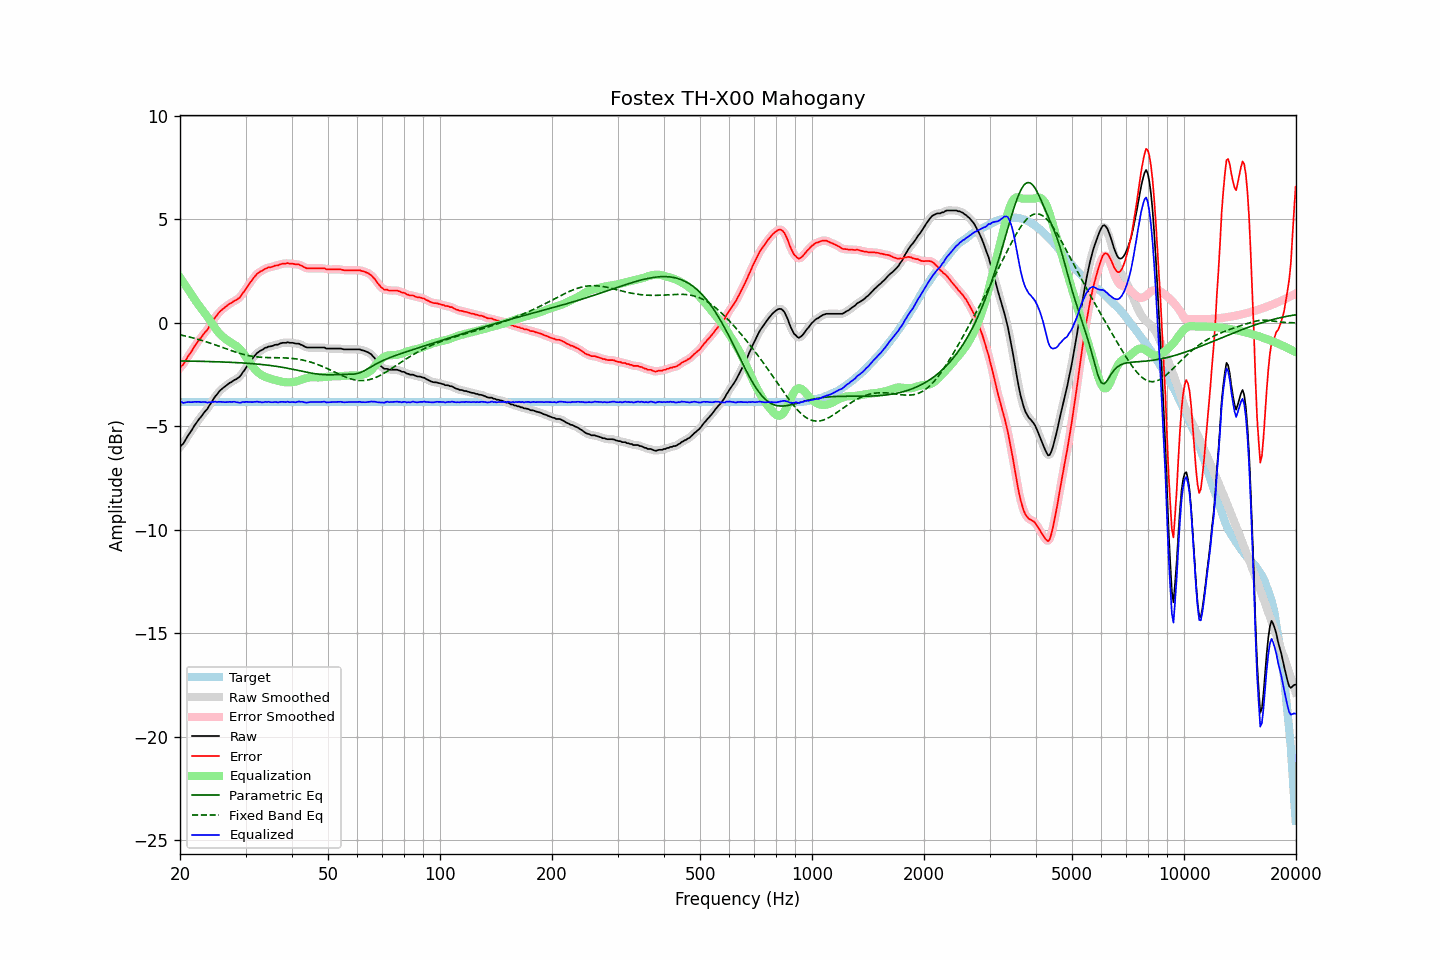 Fostex TH-X00 Mahogany
Amplitude (dBr)
10
5
0
−5
−10
−15
−20
−25
Target
Raw Smoothed
Error Smoothed
Raw
Error
Equalization
Parametric Eq
Fixed Band Eq
Equalized
20
50
100
200
500
1000
2000
5000
10000
20000
Frequency (Hz)